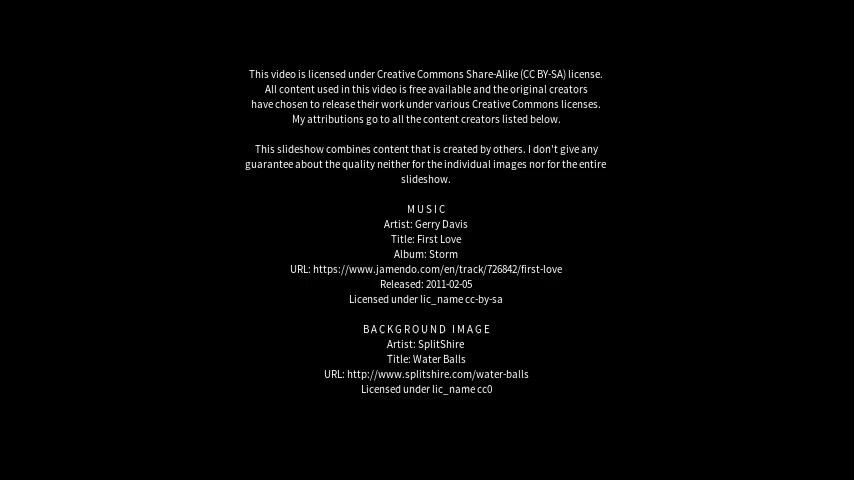 This video is licensed under Creative Commons Share-Alike (CC BY-SA) license.
All content used in this video is free available and the original creators
have chosen to release their work under various Creative Commons licenses.
My attributions go to all the content creators listed below.
This slideshow combines content that is created by others. I don't give any
guarantee about the quality neither for the individual images nor for the entire
slideshow.
MUSIC
Artist: Gerry Davis
Title: First Love
Album: Storm
URL: https://www.jamendo.com/en/track/726842/first-love
Released: 2011-02-05
Licensed under lic_name cc-by-sa
BACKGROUND IMAGE
Artist: SplitShire
Title: Water Balls
URL: http://www.splitshire.com/water-balls
Licensed under lic_name cc0